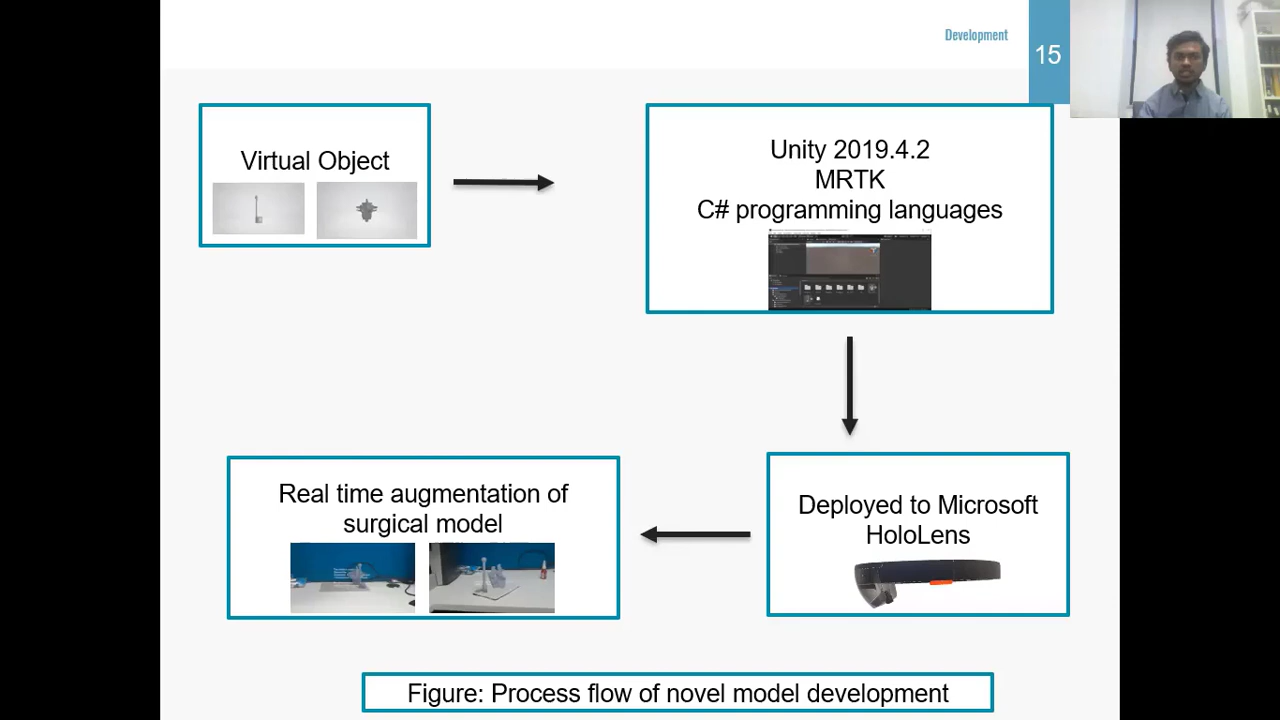 Development
15
Virtual Object
Unity 2019.4.2
MRTK
C# programming languages
Real time augmentation of
surgical model
Deployed to Microsoft
HoloLens
Figure: Process flow of novel model development